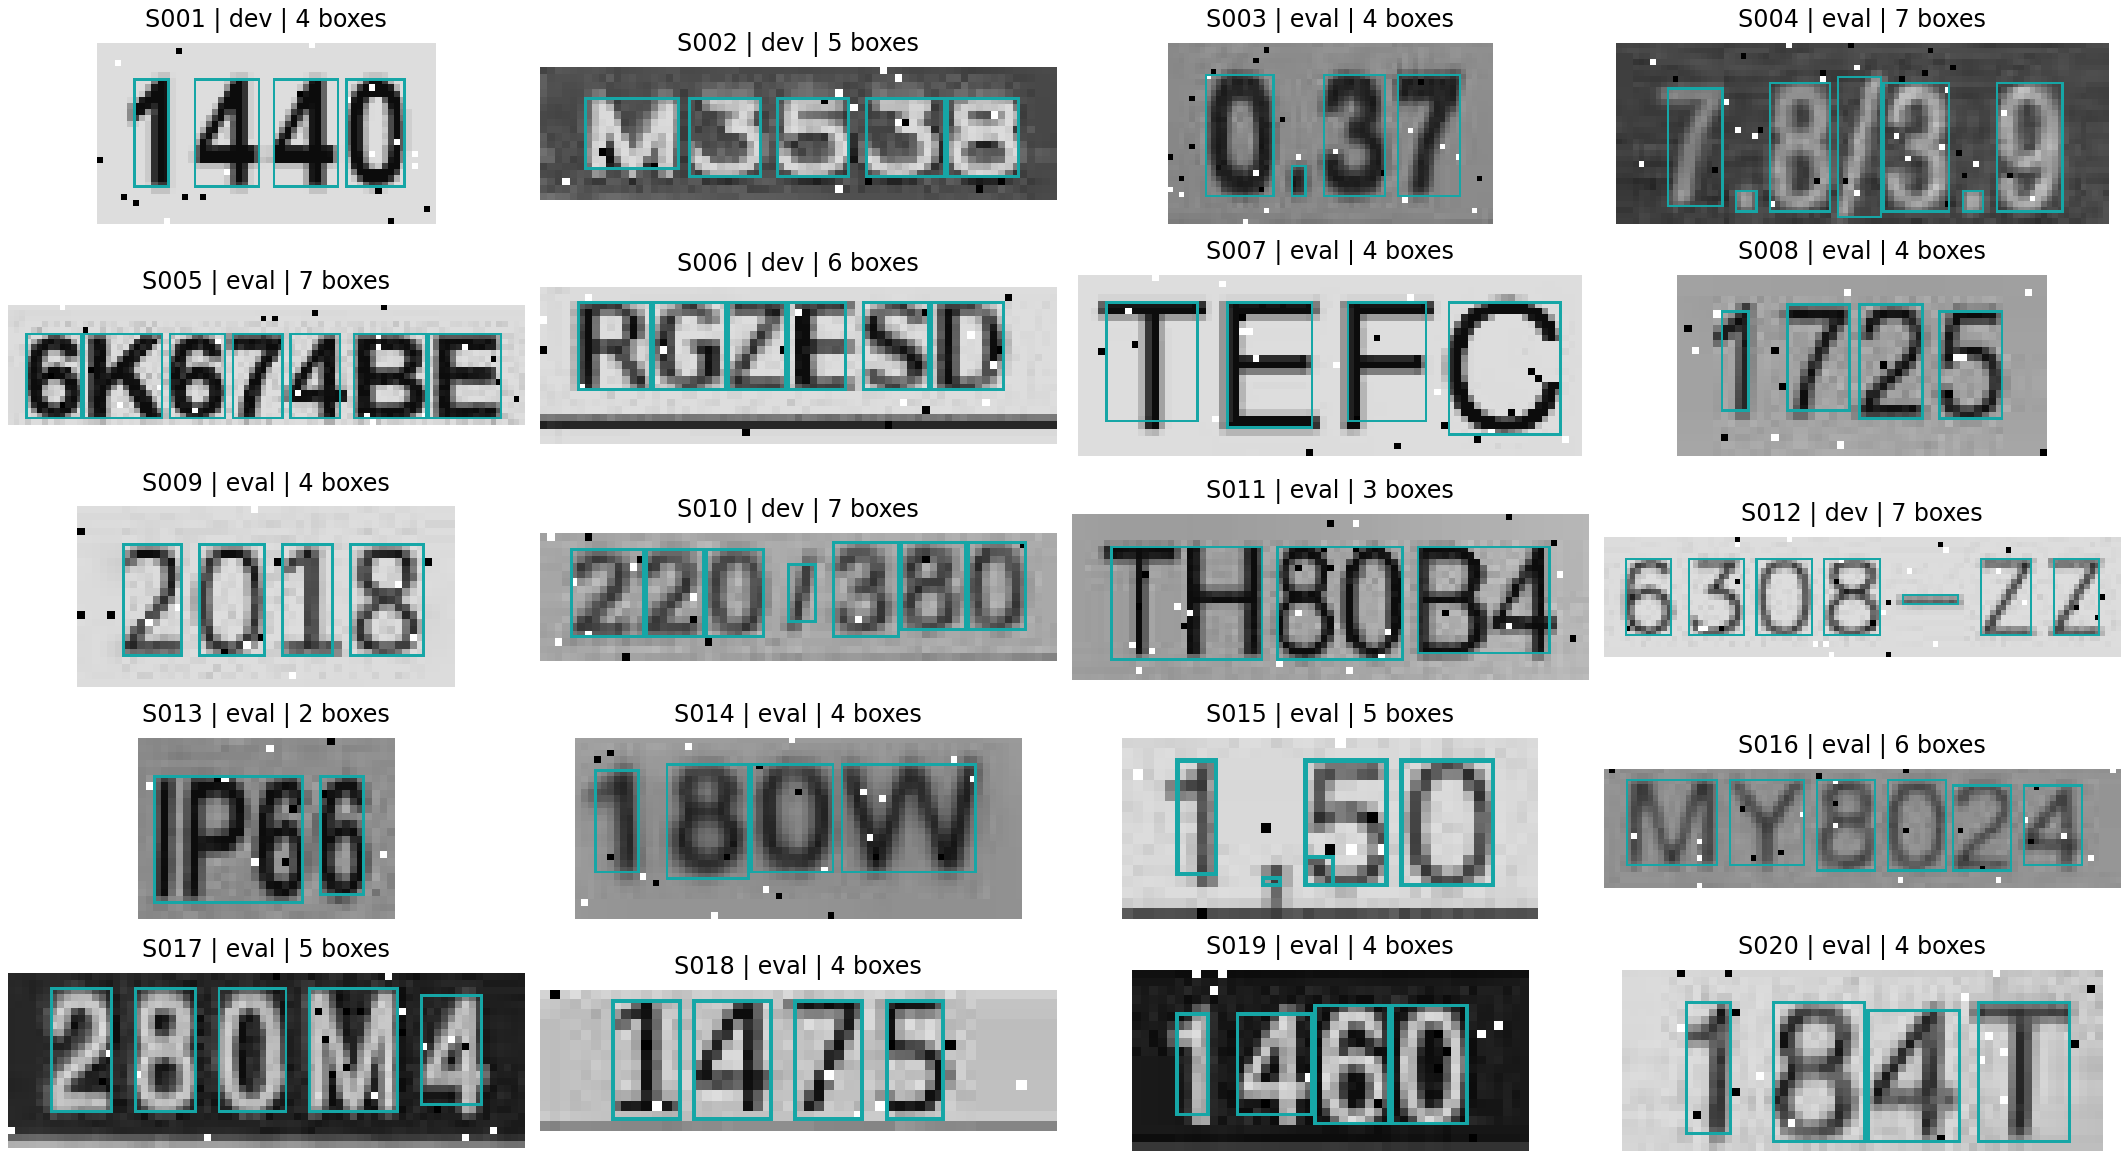 S001 | dev | 4 boxes
S002 | dev | 5 boxes
S003 | eval | 4 boxes
S004 | eval | 7 boxes
1440
M3538
0.37
7.8/3.9
S005 | eval | 7 boxes
S006 | dev | 6 boxes
S007 | eval | 4 boxes
S008 | eval | 4 boxes
6K674BE
RGZESD
TEFC
1725
S009 | eval | 4 boxes
S010 | dev | 7 boxes
S011 | eval | 3 boxes
S012 | dev | 7 boxes
2018
220/380
TH80B4
6308-ZZ
S013 | eval | 2 boxes
S014 | eval | 4 boxes
S015 | eval | 5 boxes
S016 | eval | 6 boxes
IP66
180W
1.50
MY8024
S017 | eval | 5 boxes
S018 | eval | 4 boxes
S019 | eval | 4 boxes
S020 | eval | 4 boxes
280M4
1475
1460
184T